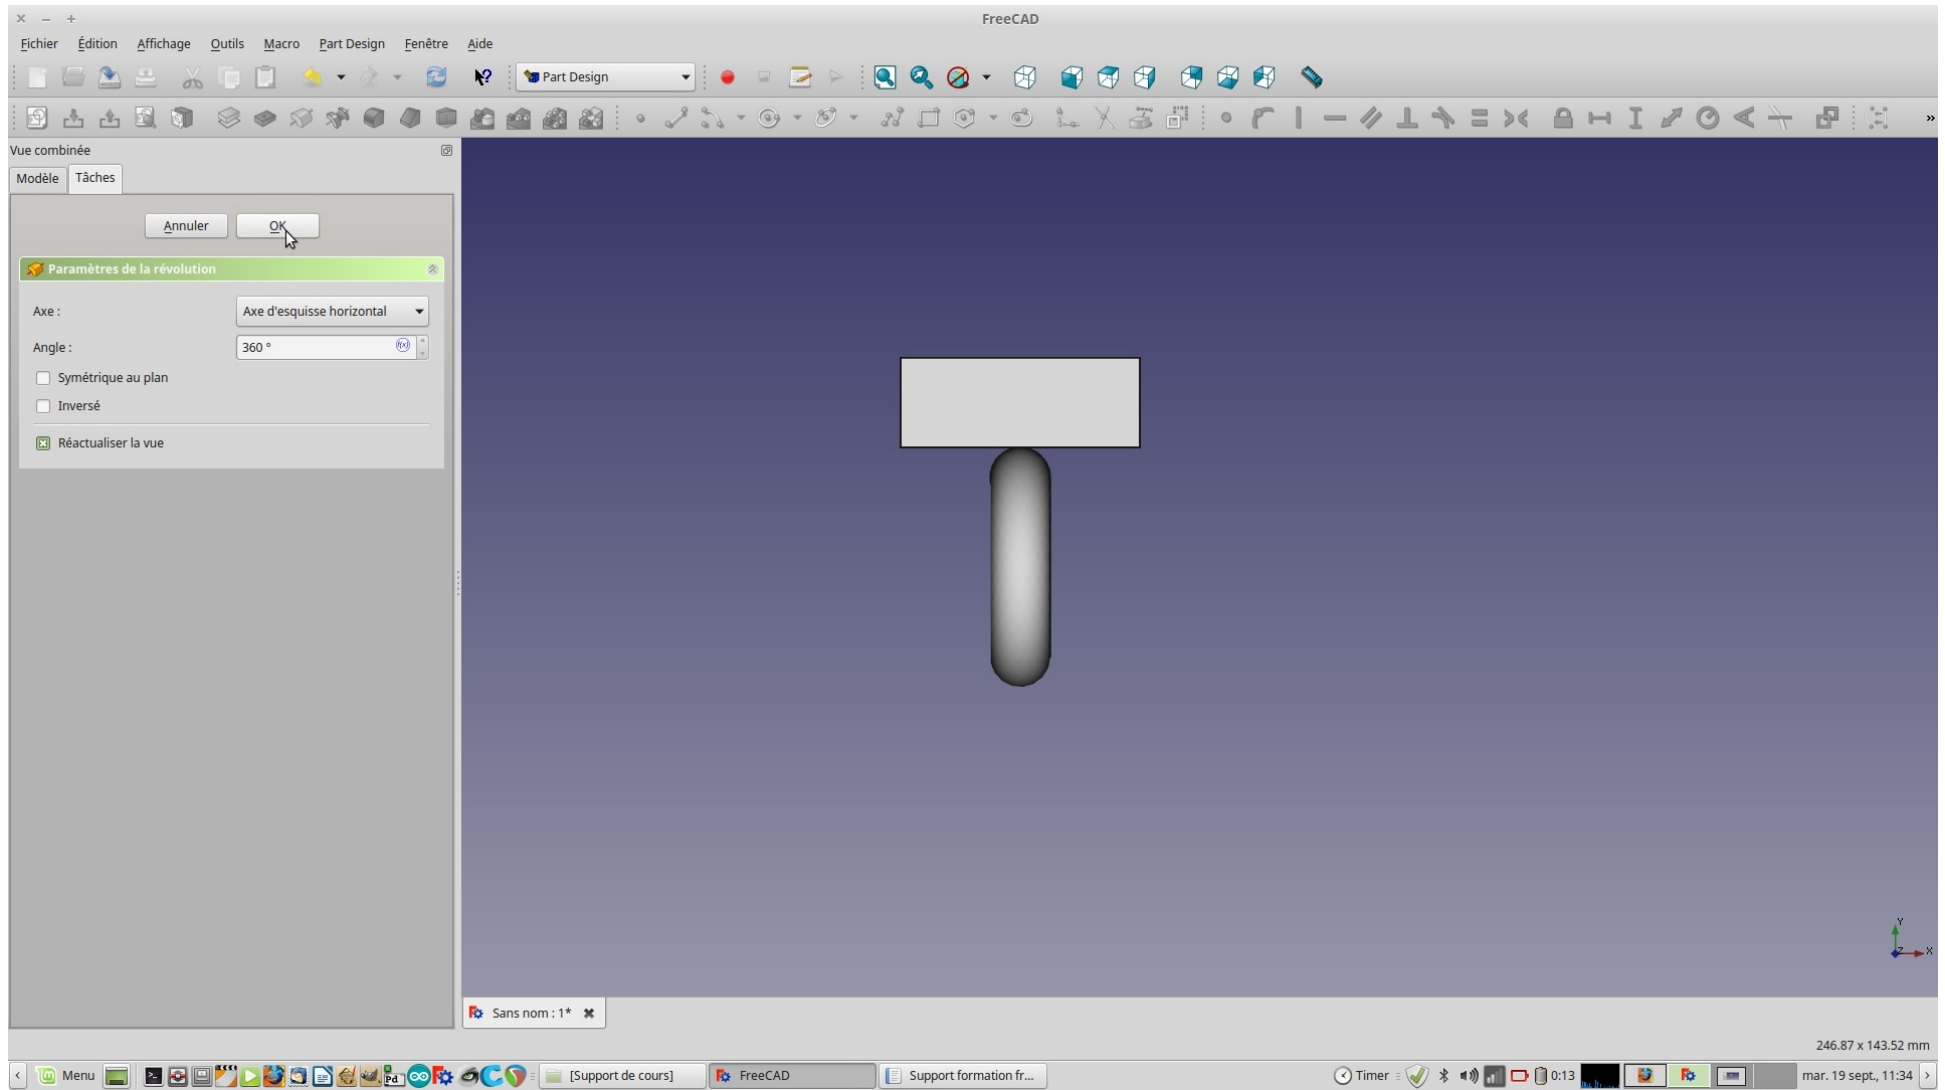 FreeCAD
Fichier Édition Affichage Outils Macro Part Design Fenêtre Aide
Part Design
Vue combinée
Modèle Tâches
Annuler OK
Paramètres de la révolution
Axe : Axe d'esquisse horizontal
Angle : 360 °
Symétrique au plan
Inversé
Réactualiser la vue
Y
Z X
Sans nom : 1*
246.87 x 143.52 mm
Menu [Support de cours] FreeCAD Support formation fr... Timer 0:13 mar. 19 sept., 11:34